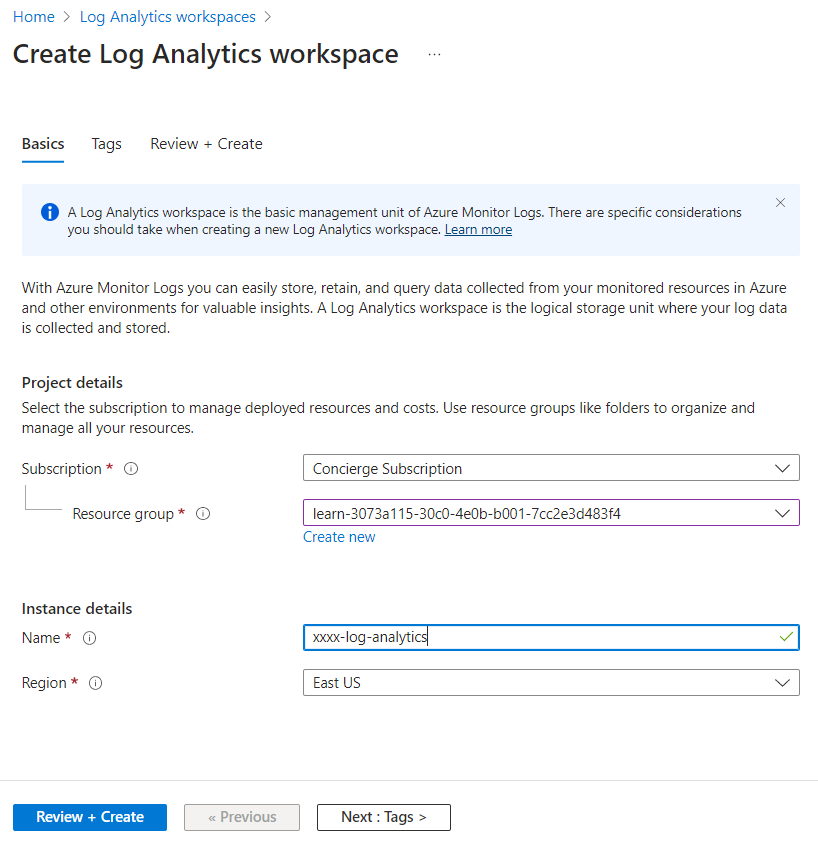 Home > Log Analytics workspaces >
Create Log Analytics workspace ...
Basics Tags Review + Create
A Log Analytics workspace is the basic management unit of Azure Monitor Logs. There are specific considerations
you should take when creating a new Log Analytics workspace. Learn more
With Azure Monitor Logs you can easily store, retain, and query data collected from your monitored resources in Azure
and other environments for valuable insights. A Log Analytics workspace is the logical storage unit where your log data
is collected and stored.
Project details
Select the subscription to manage deployed resources and costs. Use resource groups like folders to organize and
manage all your resources.
Subscription * Concierge Subscription
Resource group * learn-3073a115-30c0-4e0b-b001-7cc2e3d483f4
Create new
Instance details
Name * xxxx-log-analytics
Region * East US
Review + Create « Previous Next : Tags >